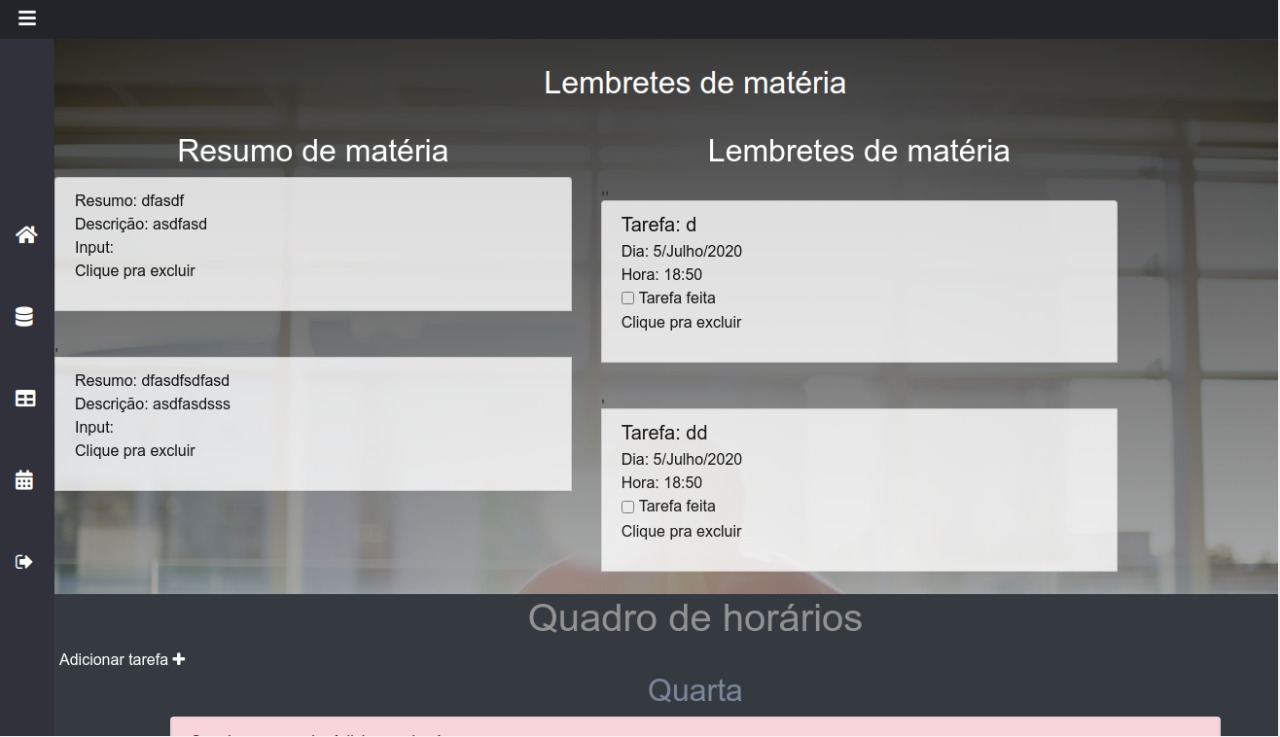 Lembretes de matéria
Resumo de matéria
Resumo: dfasdf
Descrição: asdfasd
Input:
Clique pra excluir
,
Resumo: dfasdfsdfasd
Descrição: asdfasdsss
Input:
Clique pra excluir
Lembretes de matéria
,,
Tarefa: d
Dia: 5/Julho/2020
Hora: 18:50
Tarefa feita
Clique pra excluir
,
Tarefa: dd
Dia: 5/Julho/2020
Hora: 18:50
Tarefa feita
Clique pra excluir
Quadro de horários
Adicionar tarefa +
Quarta